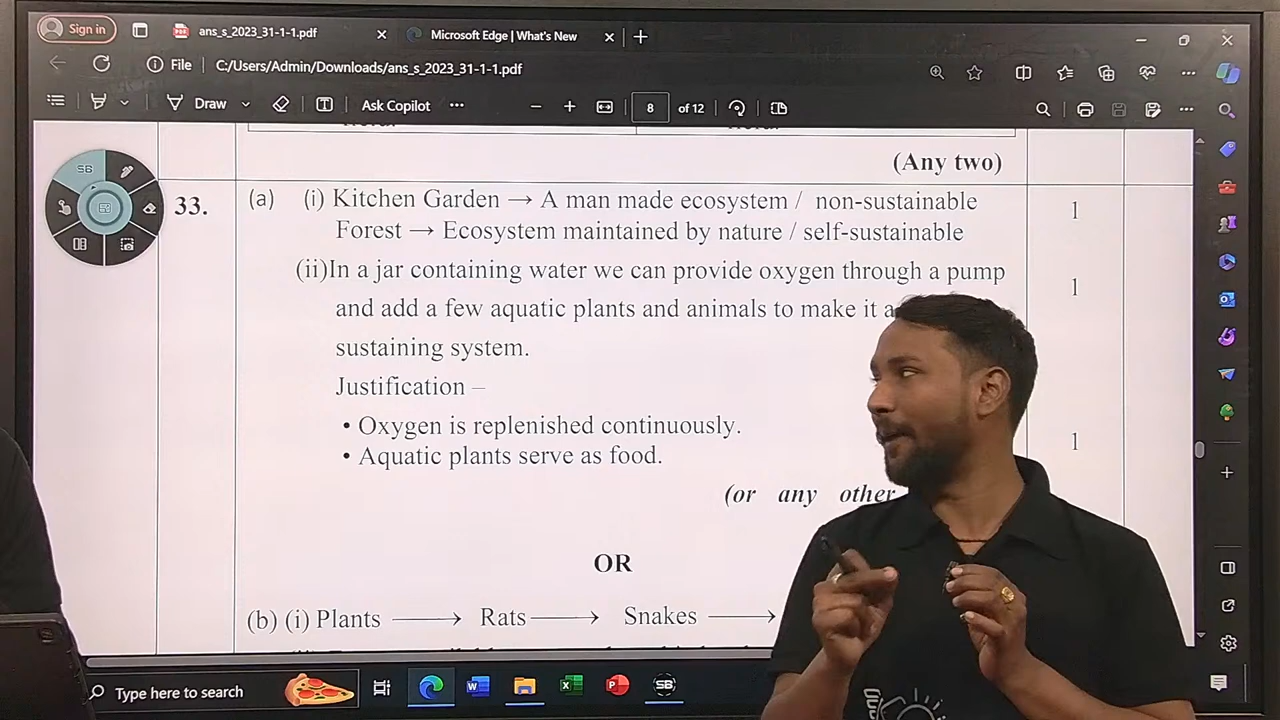 Sign in
ans_s_2023_31-1-1.pdf
Microsoft Edge | What's New
File
C:/Users/Admin/Downloads/ans_s_2023_31-1-1.pdf
Draw
Ask Copilot
8
of 12
(Any two)
33.
(a) (i) Kitchen Garden → A man made ecosystem / non-sustainable
1
Forest → Ecosystem maintained by nature / self-sustainable
(ii)In a jar containing water we can provide oxygen through a pump
1
and add a few aquatic plants and animals to make it a
sustaining system.
Justification –
• Oxygen is replenished continuously.
1
• Aquatic plants serve as food.
(or any other
OR
(b) (i) Plants → Rats → Snakes →
Type here to search
SB
SB